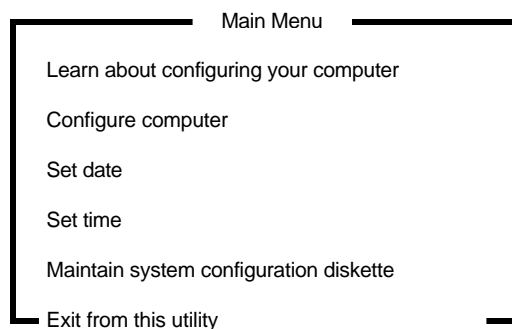 Main Menu
Learn about configuring your computer
Configure computer
Set date
Set time
Maintain system configuration diskette
Exit from this utility